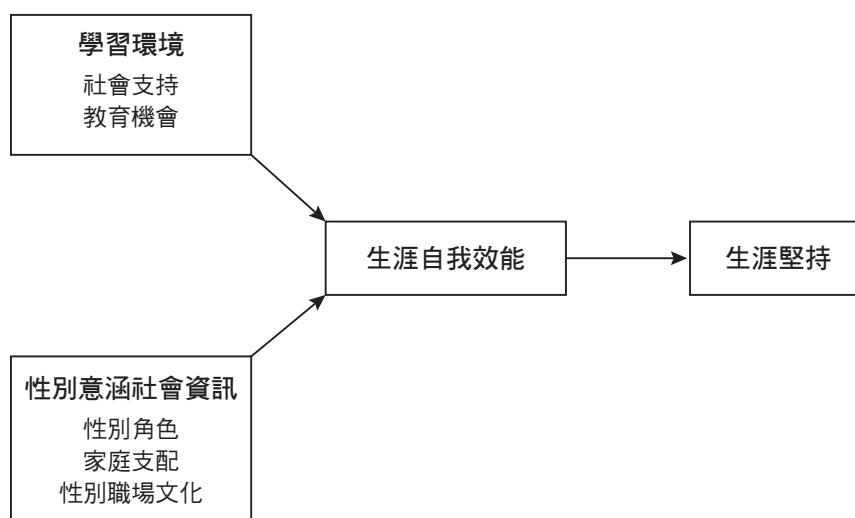 學習環境
社會支持
教育機會
生涯自我效能
生涯堅持
性別意涵社會資訊
性別角色
家庭支配
性別職場文化